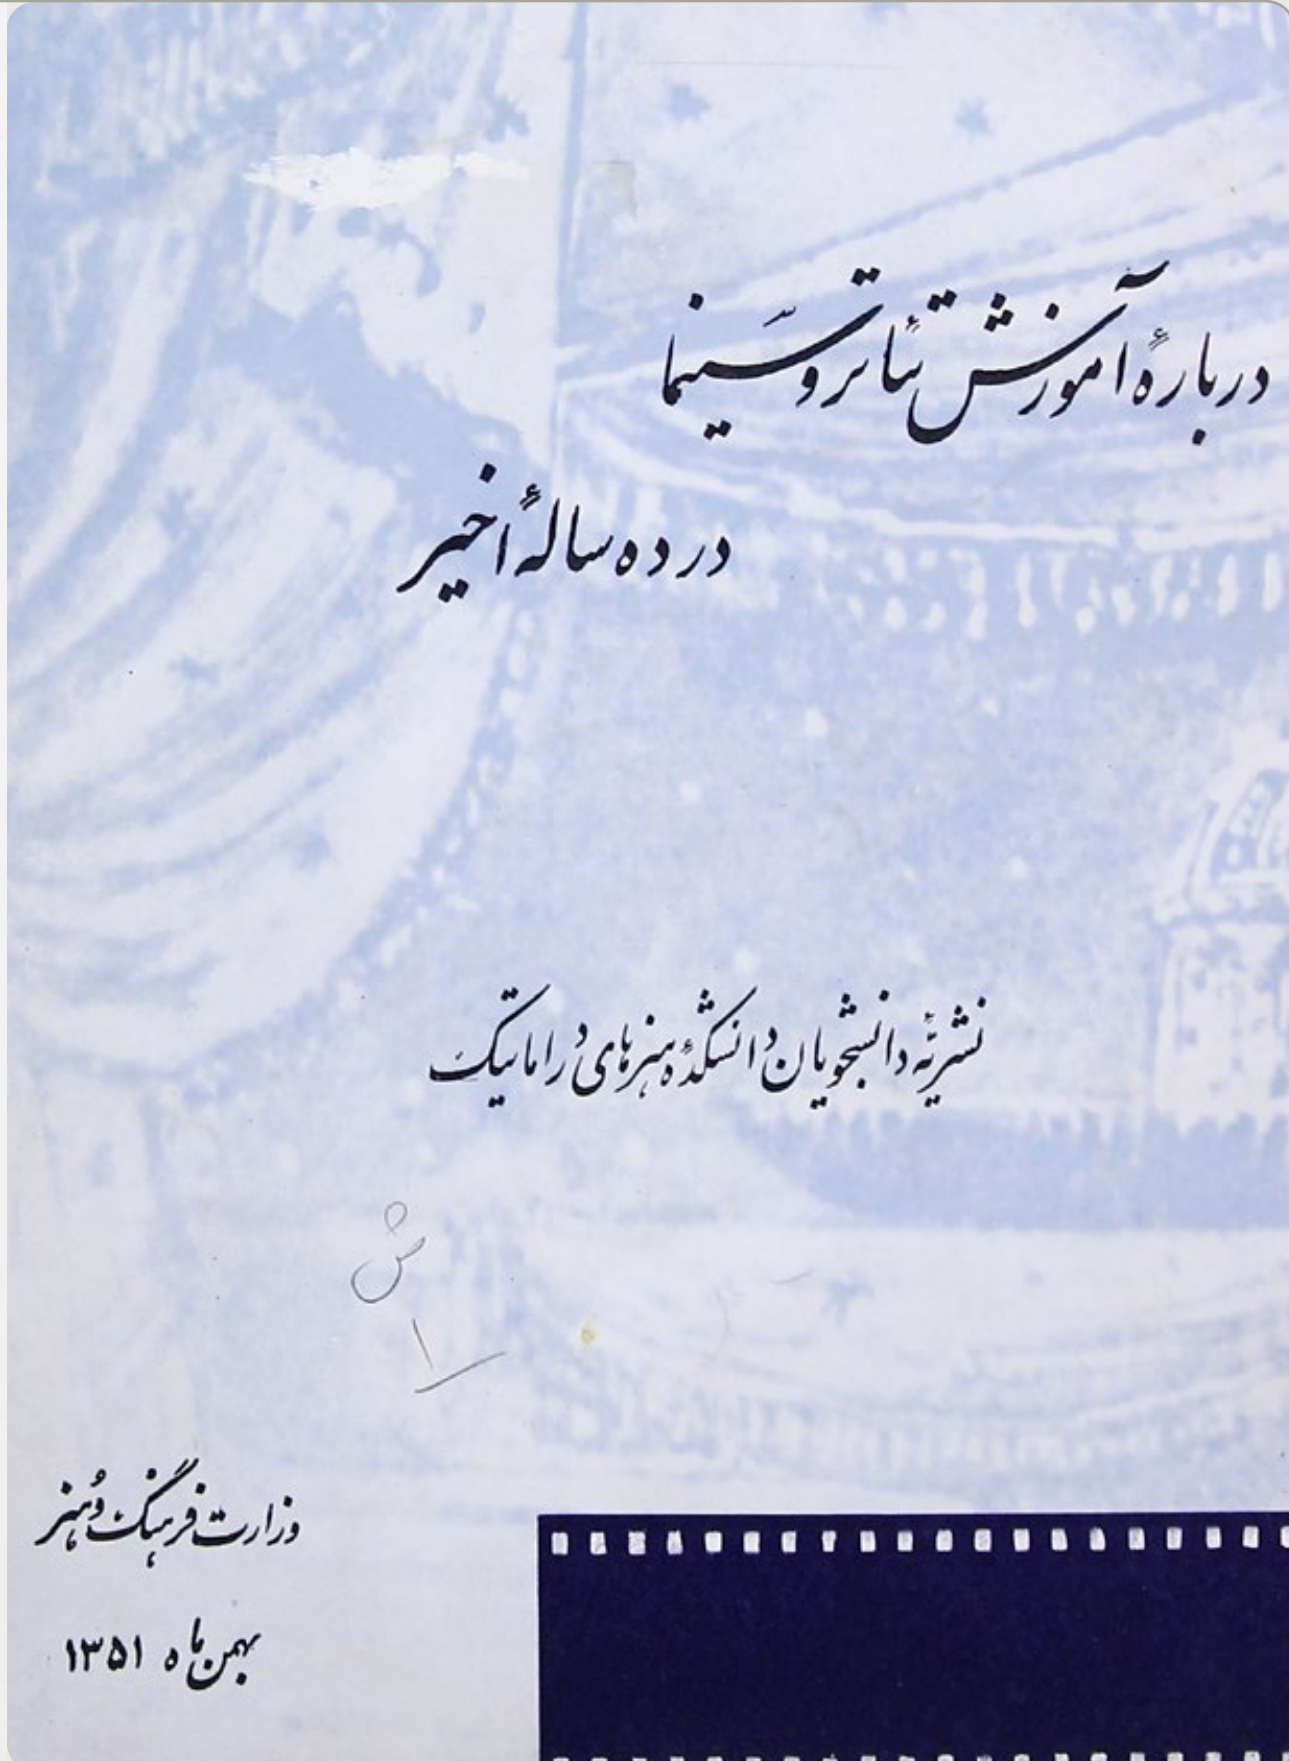 دربارهٔ آموزش تئاتر و سینما
در ده سالهٔ اخیر
نشریهٔ دانشجویان دانشکدهٔ هنرهای دراماتیک
ش
۱
وزارت فرهنگ و هنر
بهمن ماه ۱۳۵۱